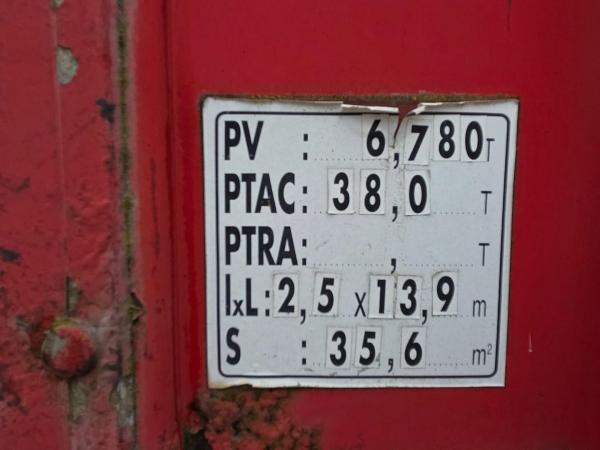 PV : 6,780 T
PTAC: 38,0 T
PTRA: , T
lxL: 2,5 x 13,9 m
S : 35,6 m²